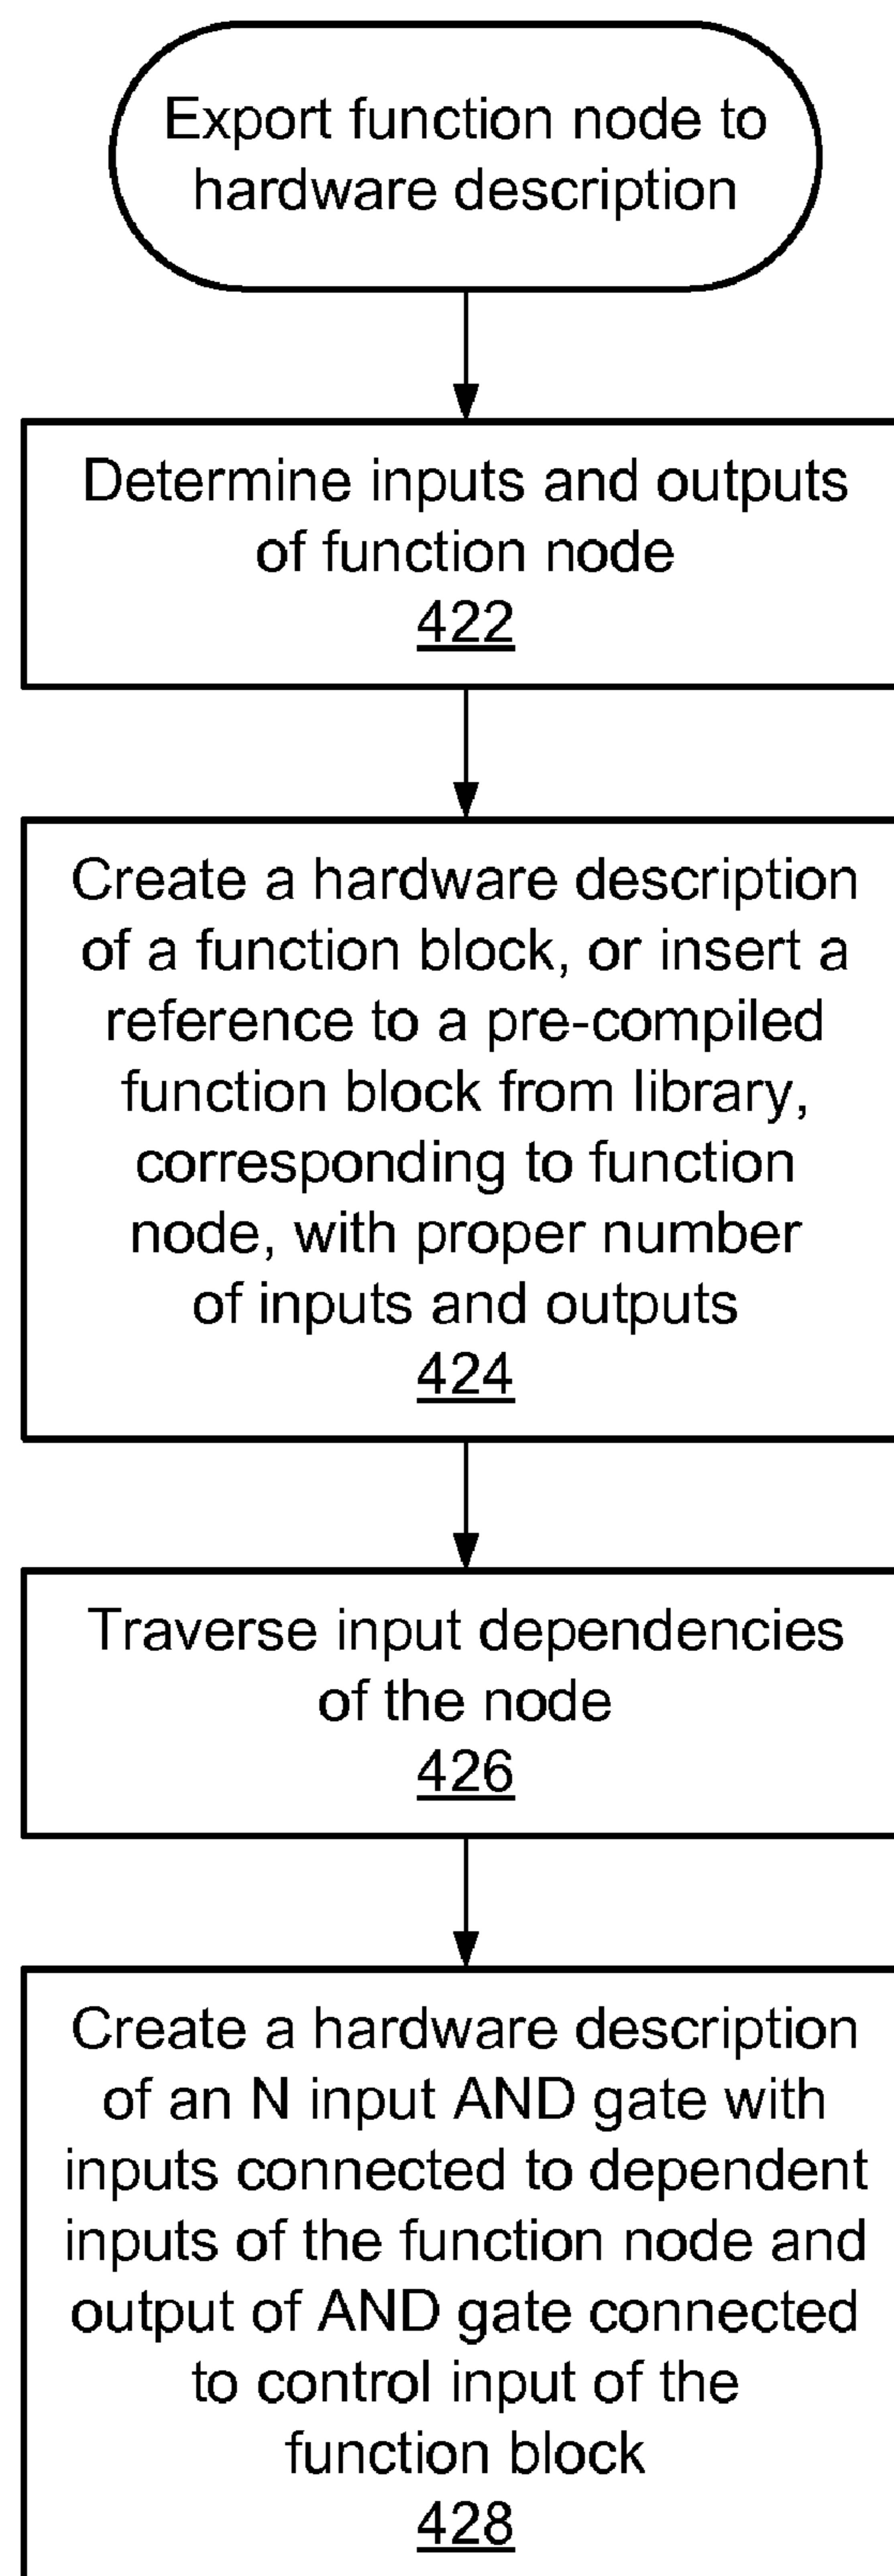 Export function node to
hardware description
Determine inputs and outputs
of function node
422
Create a hardware description
of a function block, or insert a
reference to a pre-compiled
function block from library,
corresponding to function
node, with proper number
of inputs and outputs
424
Traverse input dependencies
of the node
426
Create a hardware description
of an N input AND gate with
inputs connected to dependent
inputs of the function node and
output of AND gate connected
to control input of the
function block
428